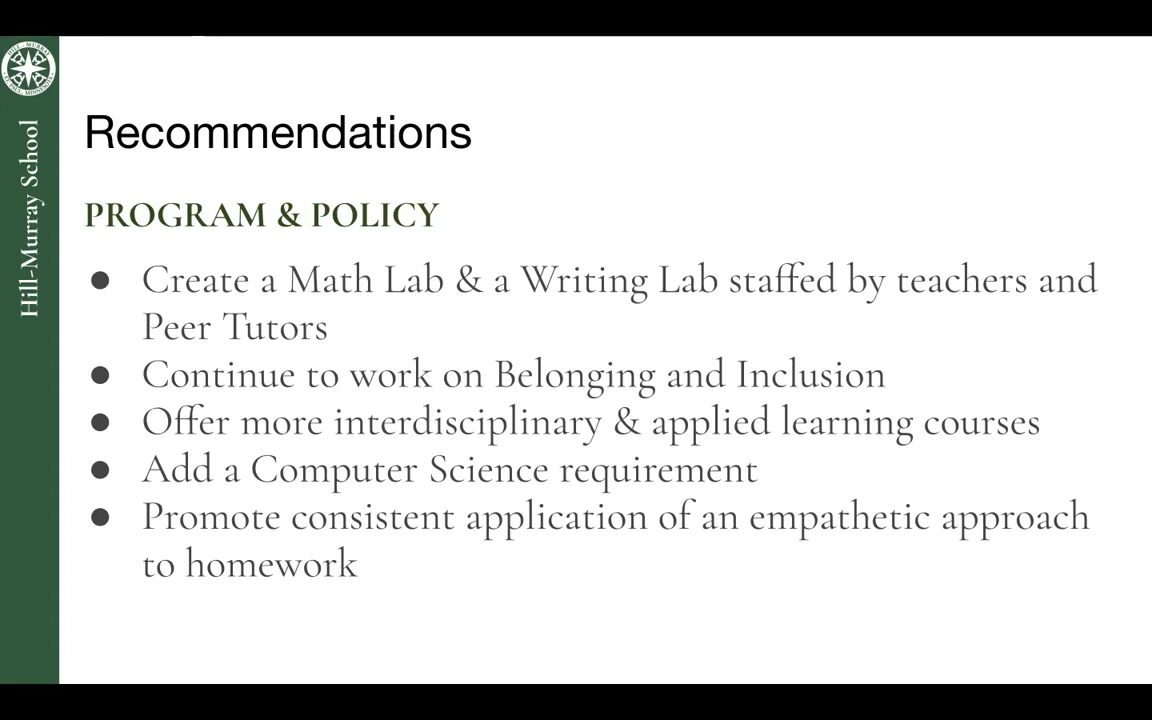 Hill-Murray School
Recommendations
PROGRAM & POLICY
● Create a Math Lab & a Writing Lab staffed by teachers and
Peer Tutors
● Continue to work on Belonging and Inclusion
● Offer more interdisciplinary & applied learning courses
● Add a Computer Science requirement
● Promote consistent application of an empathetic approach
to homework